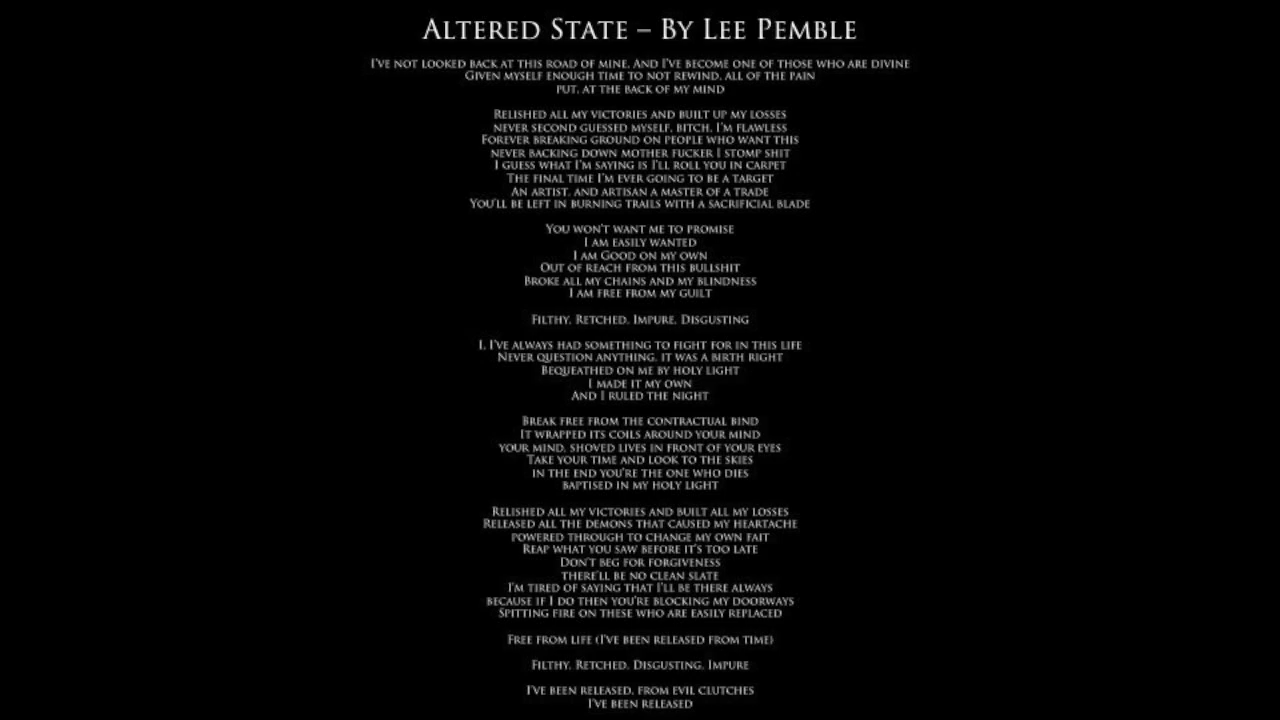 Altered State – By Lee Pemble
I've not looked back at this road of mine, And I've become one of those who are divine
Given myself enough time to not rewind, all of the pain
put, at the back of my mind
Relished all my victories and built up my losses
never second guessed myself, bitch, I'm flawless
Forever breaking ground on people who want this
never backing down mother fucker I stomp shit
I guess what I'm saying is I'll roll you in carpet
The final time I'm ever going to be a target
An artist, and artisan a master of a trade
You'll be left in burning trails with a sacrificial blade
You won't want me to promise
I am easily wanted
I am Good on my own
Out of reach from this bullshit
Broke all my chains and my blindness
I am free from my guilt
Filthy, Retched, Impure, Disgusting
I, I've always had something to fight for in this life
Never question anything, it was a birth right
Bequeathed on me by holy light
I made it my own
And I ruled the night
Break free from the contractual bind
It wrapped its coils around your mind
your mind, shoved lives in front of your eyes
Take your time and look to the skies
in the end you're the one who dies
baptised in my holy light
Relished all my victories and built all my losses
Released all the demons that caused my heartache
powered through to change my own fait
Reap what you saw before it's too late
Don't beg for forgiveness
there'll be no clean slate
I'm tired of saying that I'll be there always
because if I do then you're blocking my doorways
Spitting fire on these who are easily replaced
Free from life (I've been released from time)
Filthy, Retched, Disgusting, Impure
I've been released, from evil clutches
I've been released